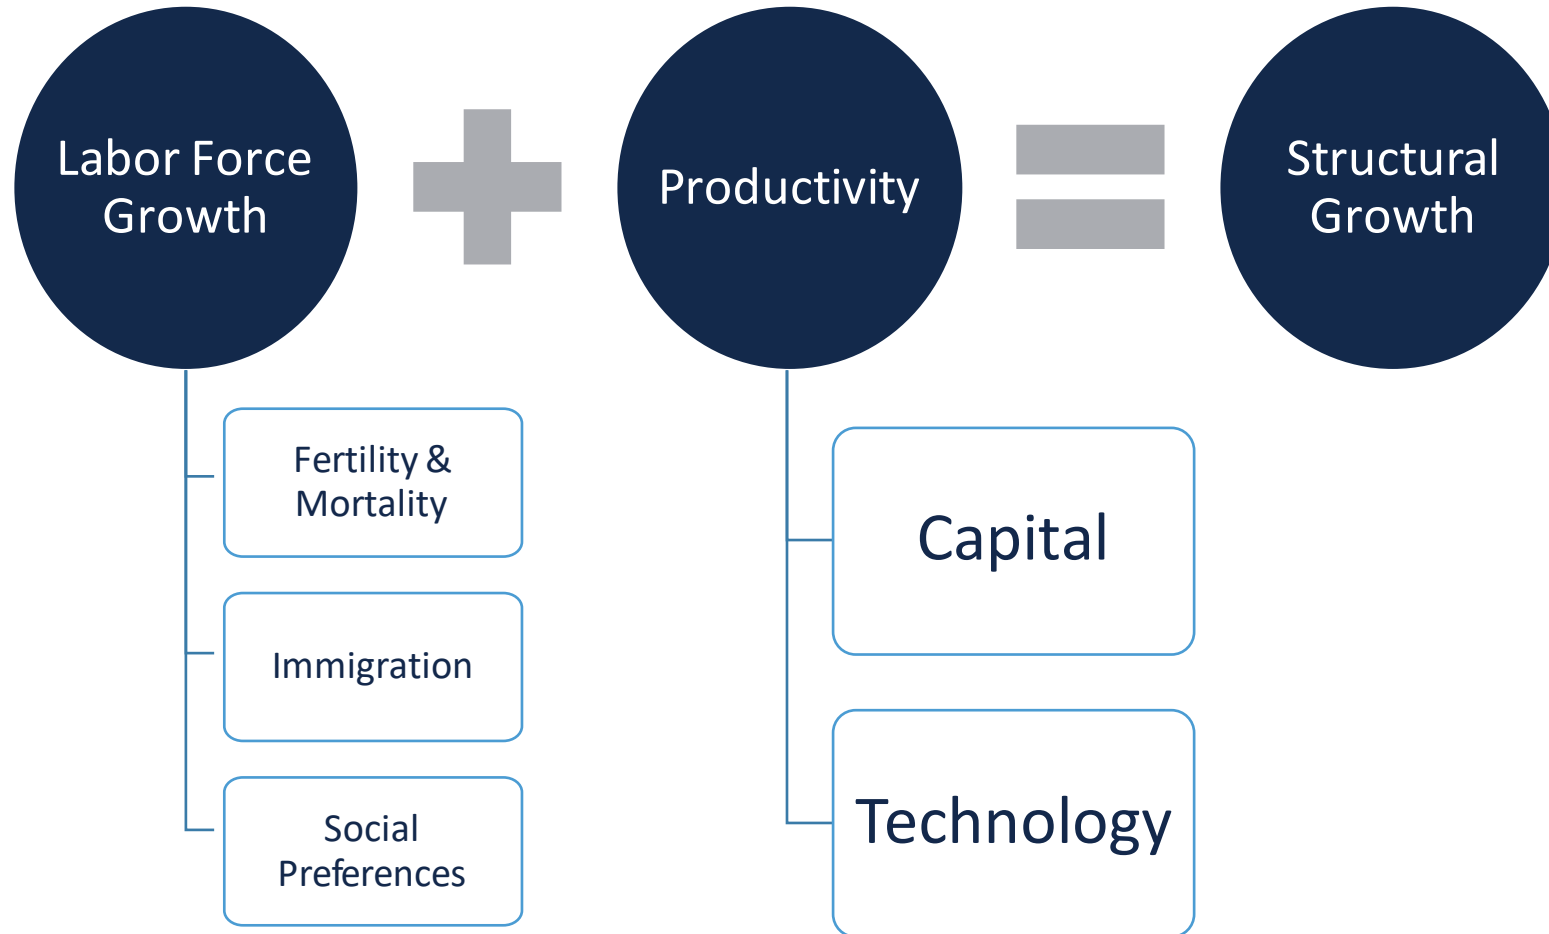 Labor Force
Growth
Productivity
Structural
Growth
Fertility &
Mortality
Immigration
Social
Preferences
Capital
Technology